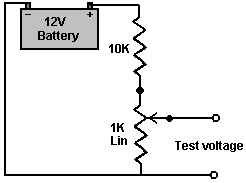 − +
12V
Battery
10K
1K
Lin
Test voltage